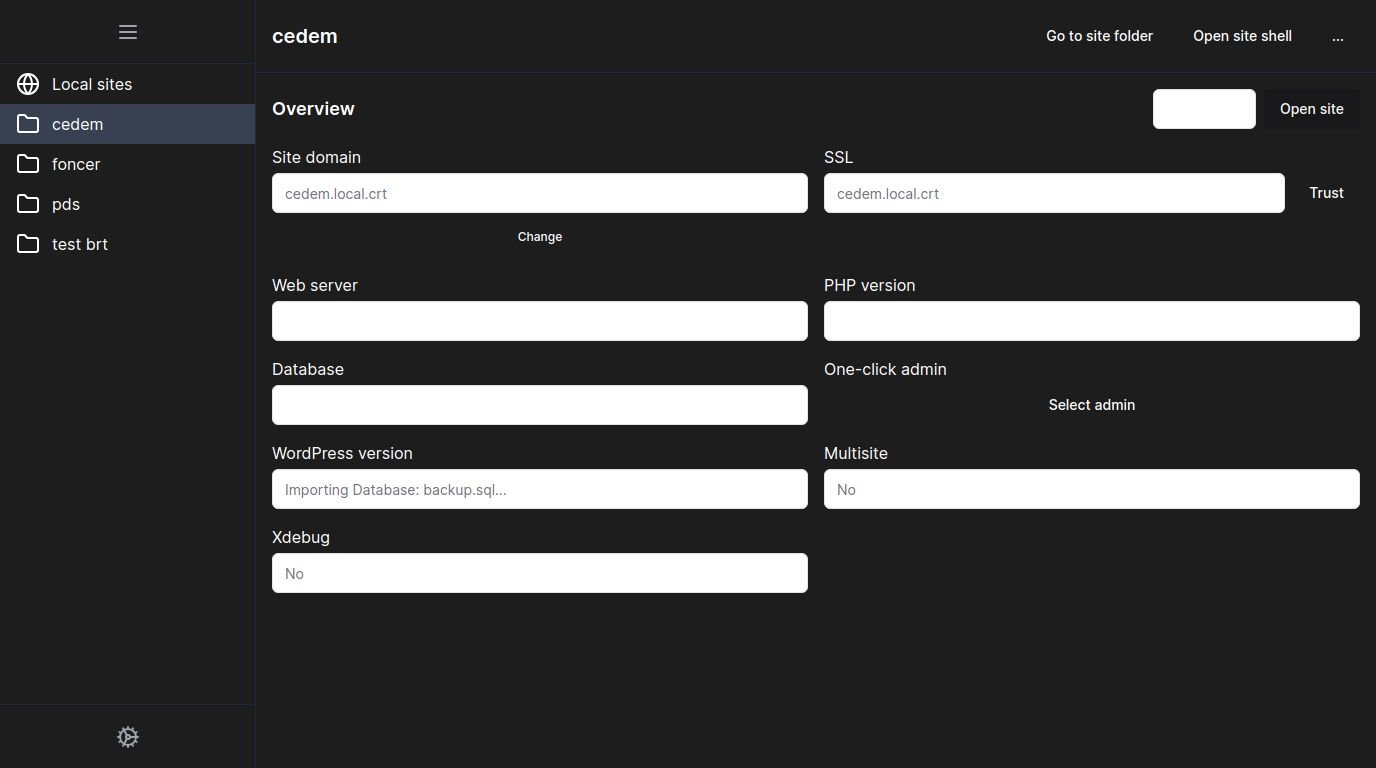 cedem
Go to site folder
Open site shell
...
Local sites
cedem
foncer
pds
test brt
Overview
Open site
Site domain
cedem.local.crt
Change
SSL
cedem.local.crt
Trust
Web server
PHP version
Database
One-click admin
Select admin
WordPress version
Importing Database: backup.sql...
Multisite
No
Xdebug
No